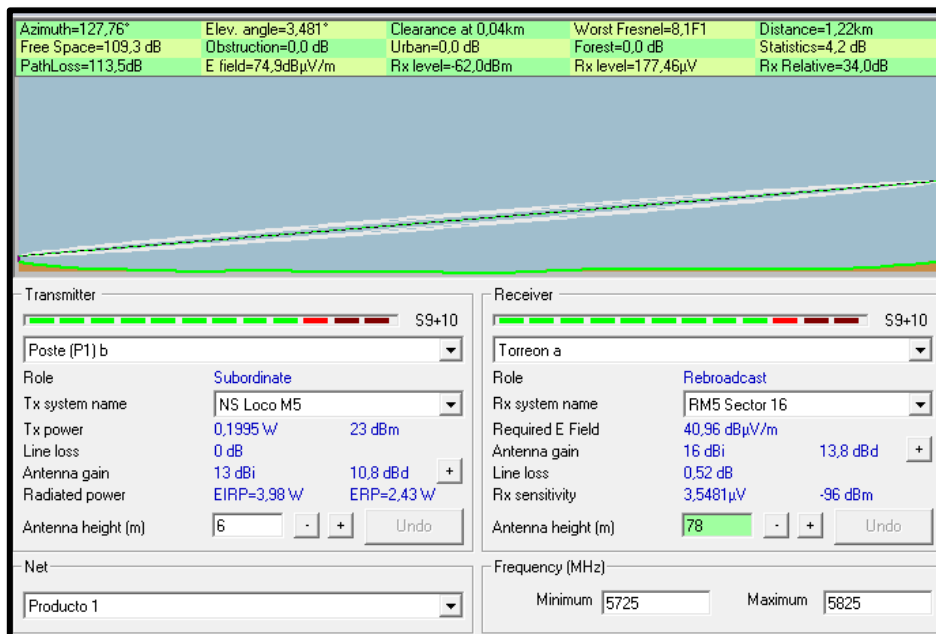 Azimuth=127,76° Elev. angle=3,481° Clearance at 0,04km Worst Fresnel=8,1F1 Distance=1,22km
Free Space=109,3 dB Obstruction=0,0 dB Urban=0,0 dB Forest=0,0 dB Statistics=4,2 dB
PathLoss=113,5dB E field=74,9dBµV/m Rx level=-62,0dBm Rx level=177,46µV Rx Relative=34,0dB
Transmitter
S9+10
Poste (P1) b
Role Subordinate
Tx system name NS Loco M5
Tx power 0,1995 W 23 dBm
Line loss 0 dB
Antenna gain 13 dBi 10,8 dBd +
Radiated power EIRP=3,98 W ERP=2,43 W
Antenna height (m) 6 - + Undo
Receiver
S9+10
Torreon a
Role Rebroadcast
Rx system name RM5 Sector 16
Required E Field 40,96 dBµV/m
Antenna gain 16 dBi 13,8 dBd +
Line loss 0,52 dB
Rx sensitivity 3,5481µV -96 dBm
Antenna height (m) 78 - + Undo
Net
Producto 1
Frequency (MHz)
Minimum 5725 Maximum 5825